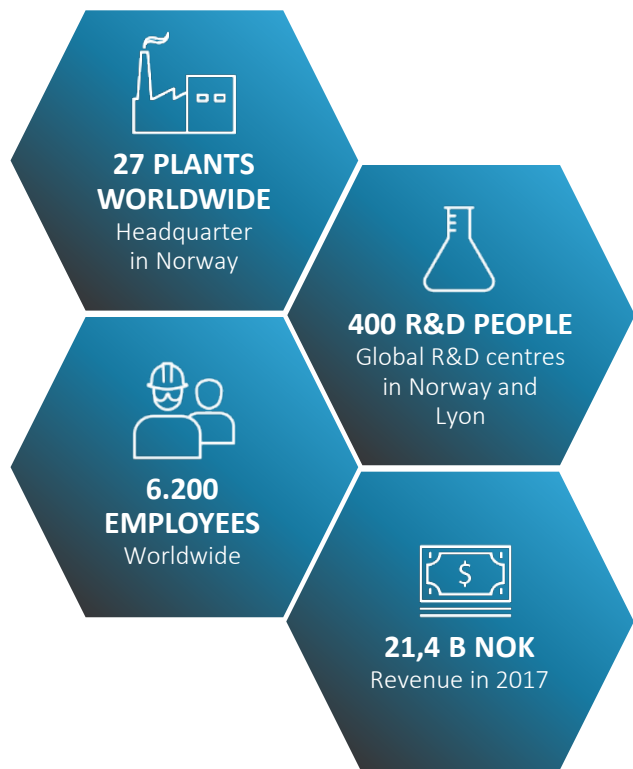 27 PLANTS
WORLDWIDE
Headquarter
in Norway
400 R&D PEOPLE
Global R&D centres
in Norway and
Lyon
6.200
EMPLOYEES
Worldwide
$
21,4 B NOK
Revenue in 2017